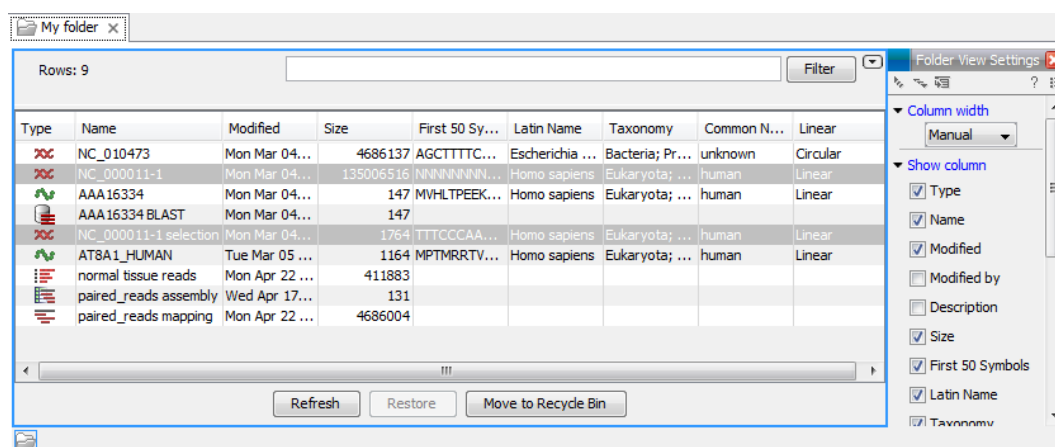 My folder
Rows: 9
Filter
Folder View Settings
?
Type Name Modified Size First 50 Sy... Latin Name Taxonomy Common N... Linear
NC_010473 Mon Mar 04... 4686137 AGCTTTTC... Escherichia ... Bacteria; Pr... unknown Circular
NC_000011-1 Mon Mar 04... 135006516 NNNNNNNN... Homo sapiens Eukaryota; ... human Linear
AAA16334 Mon Mar 04... 147 MVHLTPEEK... Homo sapiens Eukaryota; ... human Linear
AAA16334 BLAST Mon Mar 04... 147
NC_000011-1 selection Mon Mar 04... 1764 TTTCCCAA... Homo sapiens Eukaryota; ... human Linear
AT8A1_HUMAN Tue Mar 05 ... 1164 MPTMRRTV... Homo sapiens Eukaryota; ... human Linear
normal tissue reads Mon Apr 22 ... 411883
paired_reads assembly Wed Apr 17... 131
paired_reads mapping Mon Apr 22 ... 4686004
Refresh Restore Move to Recycle Bin
Column width
Manual
Show column
Type
Name
Modified
Modified by
Description
Size
First 50 Symbols
Latin Name
Taxonomy